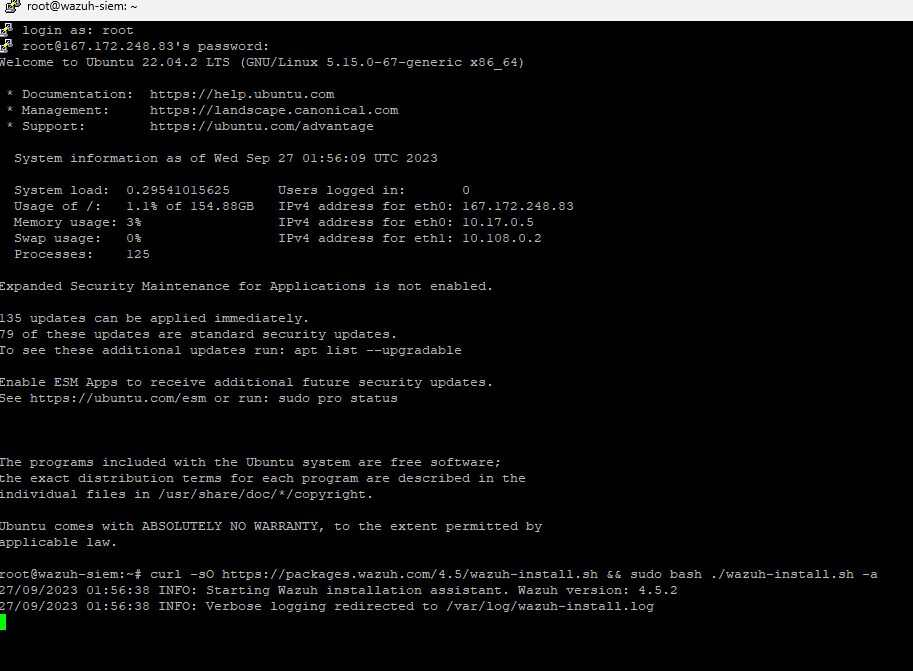 root@wazuh-siem: ~
login as: root
root@167.172.248.83's password:
Welcome to Ubuntu 22.04.2 LTS (GNU/Linux 5.15.0-67-generic x86_64)
* Documentation:  https://help.ubuntu.com
* Management:     https://landscape.canonical.com
* Support:        https://ubuntu.com/advantage
System information as of Wed Sep 27 01:56:09 UTC 2023
System load:  0.29541015625      Users logged in:       0
Usage of /:   1.1% of 154.88GB   IPv4 address for eth0: 167.172.248.83
Memory usage: 3%                 IPv4 address for eth0: 10.17.0.5
Swap usage:   0%                 IPv4 address for eth1: 10.108.0.2
Processes:    125
Expanded Security Maintenance for Applications is not enabled.
135 updates can be applied immediately.
79 of these updates are standard security updates.
To see these additional updates run: apt list --upgradable
Enable ESM Apps to receive additional future security updates.
See https://ubuntu.com/esm or run: sudo pro status
The programs included with the Ubuntu system are free software;
the exact distribution terms for each program are described in the
individual files in /usr/share/doc/*/copyright.
Ubuntu comes with ABSOLUTELY NO WARRANTY, to the extent permitted by
applicable law.
root@wazuh-siem:~# curl -sO https://packages.wazuh.com/4.5/wazuh-install.sh && sudo bash ./wazuh-install.sh -a
27/09/2023 01:56:38 INFO: Starting Wazuh installation assistant. Wazuh version: 4.5.2
27/09/2023 01:56:38 INFO: Verbose logging redirected to /var/log/wazuh-install.log